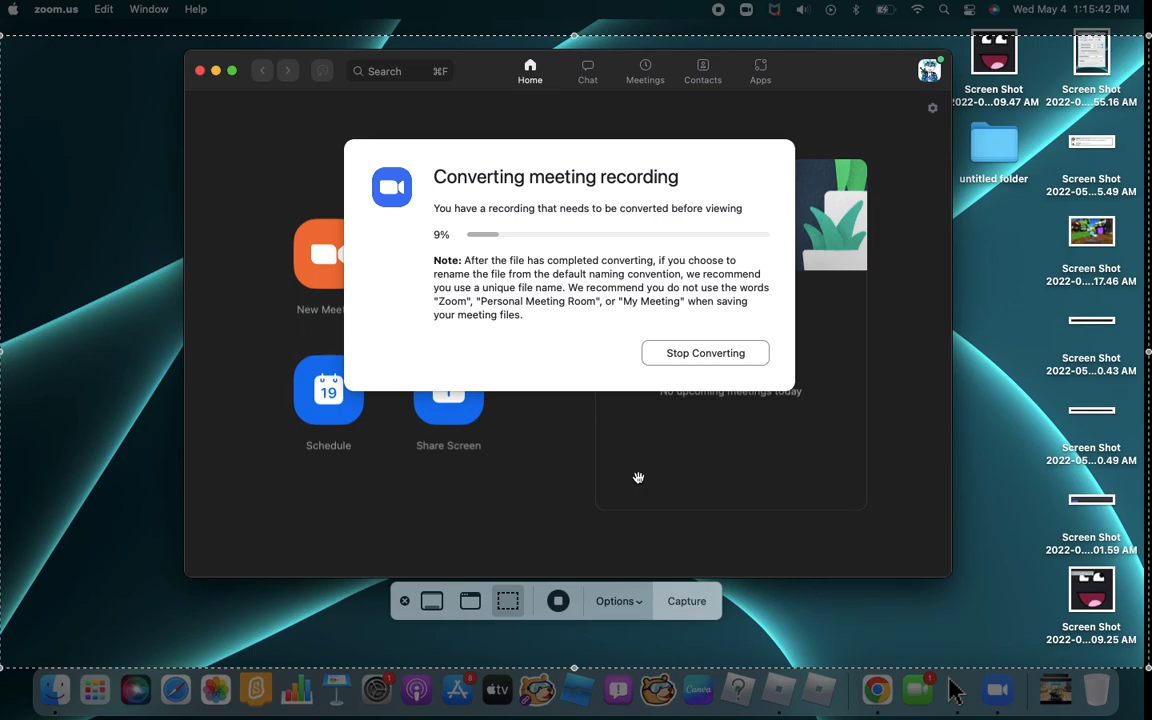 zoom.us Edit Window Help Wed May 4 1:15:42 PM
Search ⌘F
Home Chat Meetings Contacts Apps
Converting meeting recording
You have a recording that needs to be converted before viewing
9%
Note: After the file has completed converting, if you choose to
rename the file from the default naming convention, we recommend
you use a unique file name. We recommend you do not use the words
"Zoom", "Personal Meeting Room", or "My Meeting" when saving
your meeting files.
Stop Converting
New Meet
No upcoming meetings today
19
Schedule Share Screen
Screen Shot
2022-0...09.47 AM
Screen Shot
2022-0....55.16 AM
untitled folder
Screen Shot
2022-05...5.49 AM
Screen Shot
2022-0....17.46 AM
Screen Shot
2022-05...0.43 AM
Screen Shot
2022-05...0.49 AM
Screen Shot
2022-0....01.59 AM
Screen Shot
2022-0...09.25 AM
Options Capture
1 6 tv Canva 1